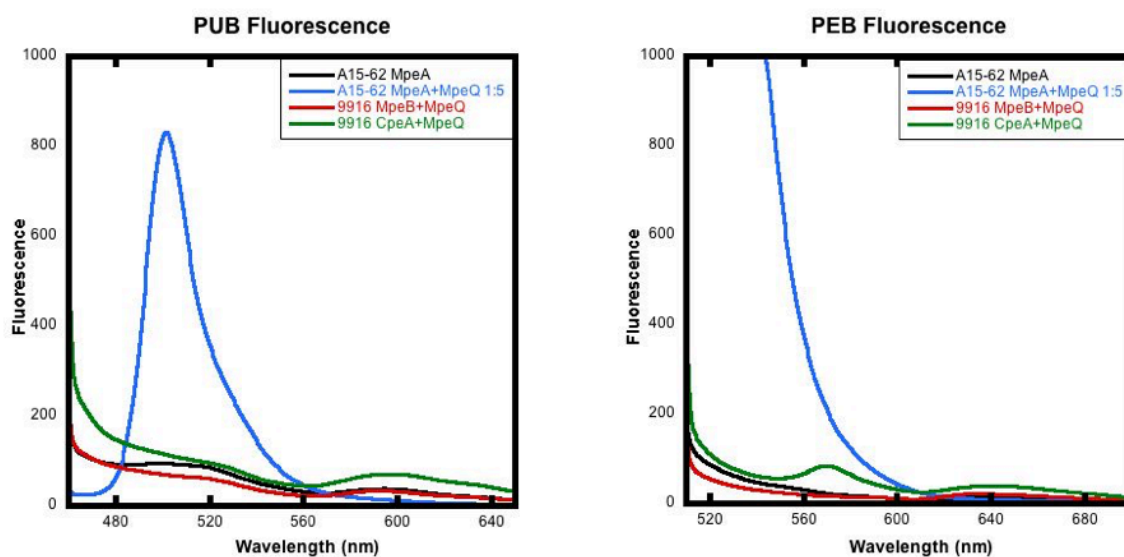 PUB Fluorescence
1000
800
600
400
200
0
Fluorescence
A15-62 MpeA
A15-62 MpeA+MpeQ 1:5
9916 MpeB+MpeQ
9916 CpeA+MpeQ
480
520
560
600
640
Wavelength (nm)
PEB Fluorescence
1000
800
600
400
200
0
Fluorescence
A15-62 MpeA
A15-62 MpeA+MpeQ 1:5
9916 MpeB+MpeQ
9916 CpeA+MpeQ
520
560
600
640
680
Wavelength (nm)